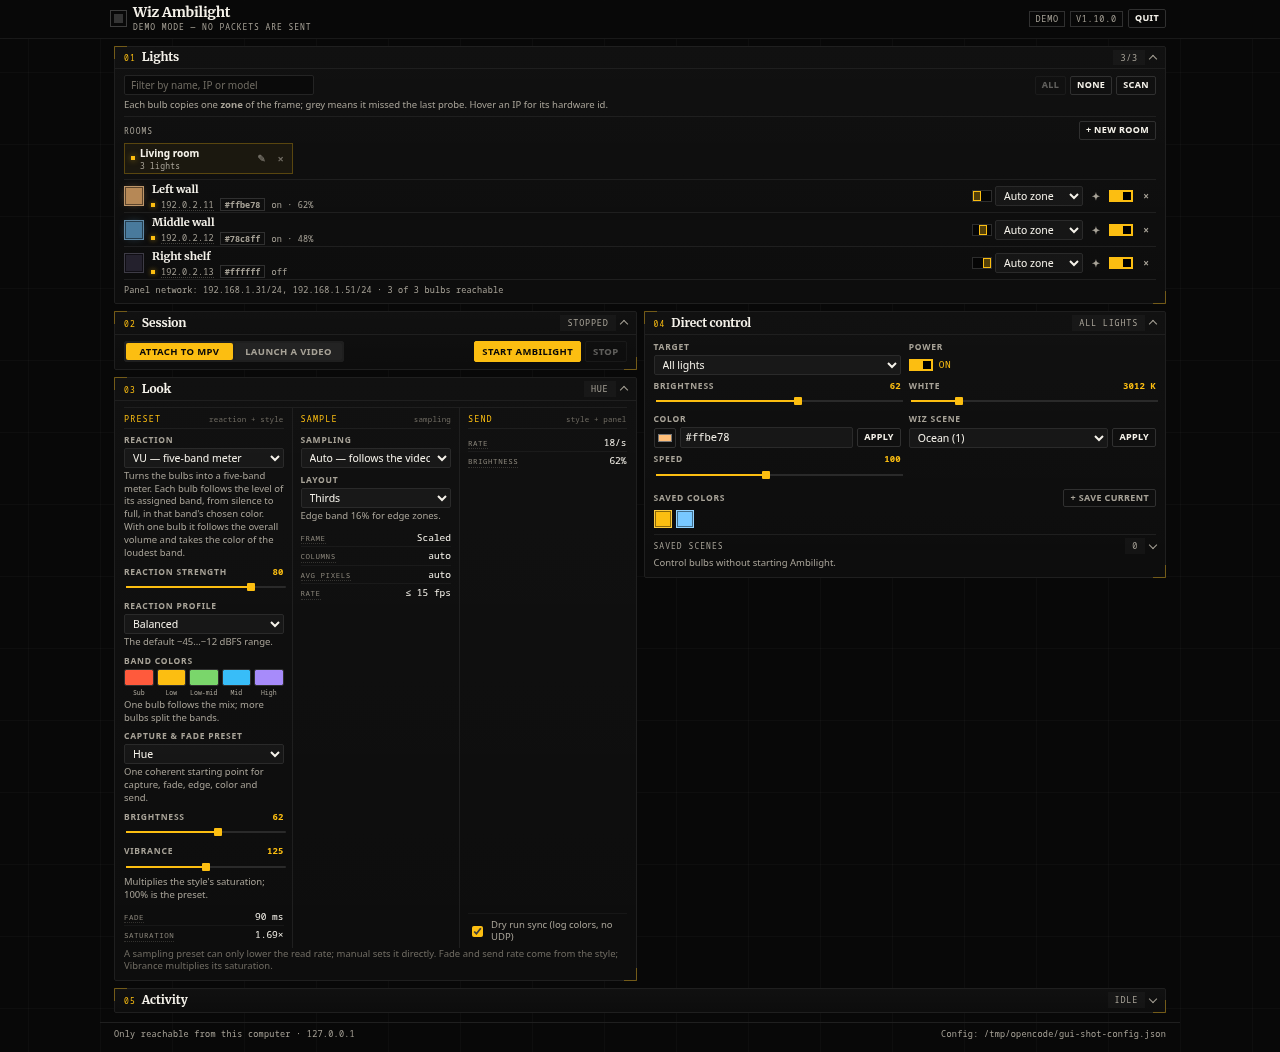 Wiz Ambilight
DEMO MODE — NO PACKETS ARE SENT
DEMO
V1.10.0
QUIT
01 Lights
3/3
Filter by name, IP or model
ALL
NONE
SCAN
Each bulb copies one zone of the frame; grey means it missed the last probe. Hover an IP for its hardware id.
ROOMS
+ NEW ROOM
Living room
3 lights
Left wall
192.0.2.11 #ffbe78 on · 62%
Auto zone
Middle wall
192.0.2.12 #78c8ff on · 48%
Auto zone
Right shelf
192.0.2.13 #ffffff off
Auto zone
Panel network: 192.168.1.31/24, 192.168.1.51/24 · 3 of 3 bulbs reachable
02 Session
STOPPED
ATTACH TO MPV
LAUNCH A VIDEO
START AMBILIGHT
STOP
03 Look
HUE
PRESET
reaction + style
REACTION
VU — five-band meter
Turns the bulbs into a five-band
meter. Each bulb follows the level of
its assigned band, from silence to
full, in that band's chosen color.
With one bulb it follows the overall
volume and takes the color of the
loudest band.
REACTION STRENGTH
80
REACTION PROFILE
Balanced
The default −45…−12 dBFS range.
BAND COLORS
Sub
Low
Low-mid
Mid
High
One bulb follows the mix; more
bulbs split the bands.
CAPTURE & FADE PRESET
Hue
One coherent starting point for
capture, fade, edge, color and
send.
BRIGHTNESS
62
VIBRANCE
125
Multiplies the style's saturation;
100% is the preset.
FADE
90 ms
SATURATION
1.69×
SAMPLE
sampling
SAMPLING
Auto — follows the videc
LAYOUT
Thirds
Edge band 16% for edge zones.
FRAME
Scaled
COLUMNS
auto
AVG PIXELS
auto
RATE
≤ 15 fps
SEND
style + panel
RATE
18/s
BRIGHTNESS
62%
Dry run sync (log colors, no
UDP)
A sampling preset can only lower the read rate; manual sets it directly. Fade and send rate come from the style;
Vibrance multiplies its saturation.
04 Direct control
ALL LIGHTS
TARGET
All lights
POWER
ON
BRIGHTNESS
62
WHITE
3012 K
COLOR
#ffbe78
APPLY
WIZ SCENE
Ocean (1)
APPLY
SPEED
100
SAVED COLORS
+ SAVE CURRENT
SAVED SCENES
0
Control bulbs without starting Ambilight.
05 Activity
IDLE
Only reachable from this computer · 127.0.0.1
Config: /tmp/opencode/gui-shot-config.json